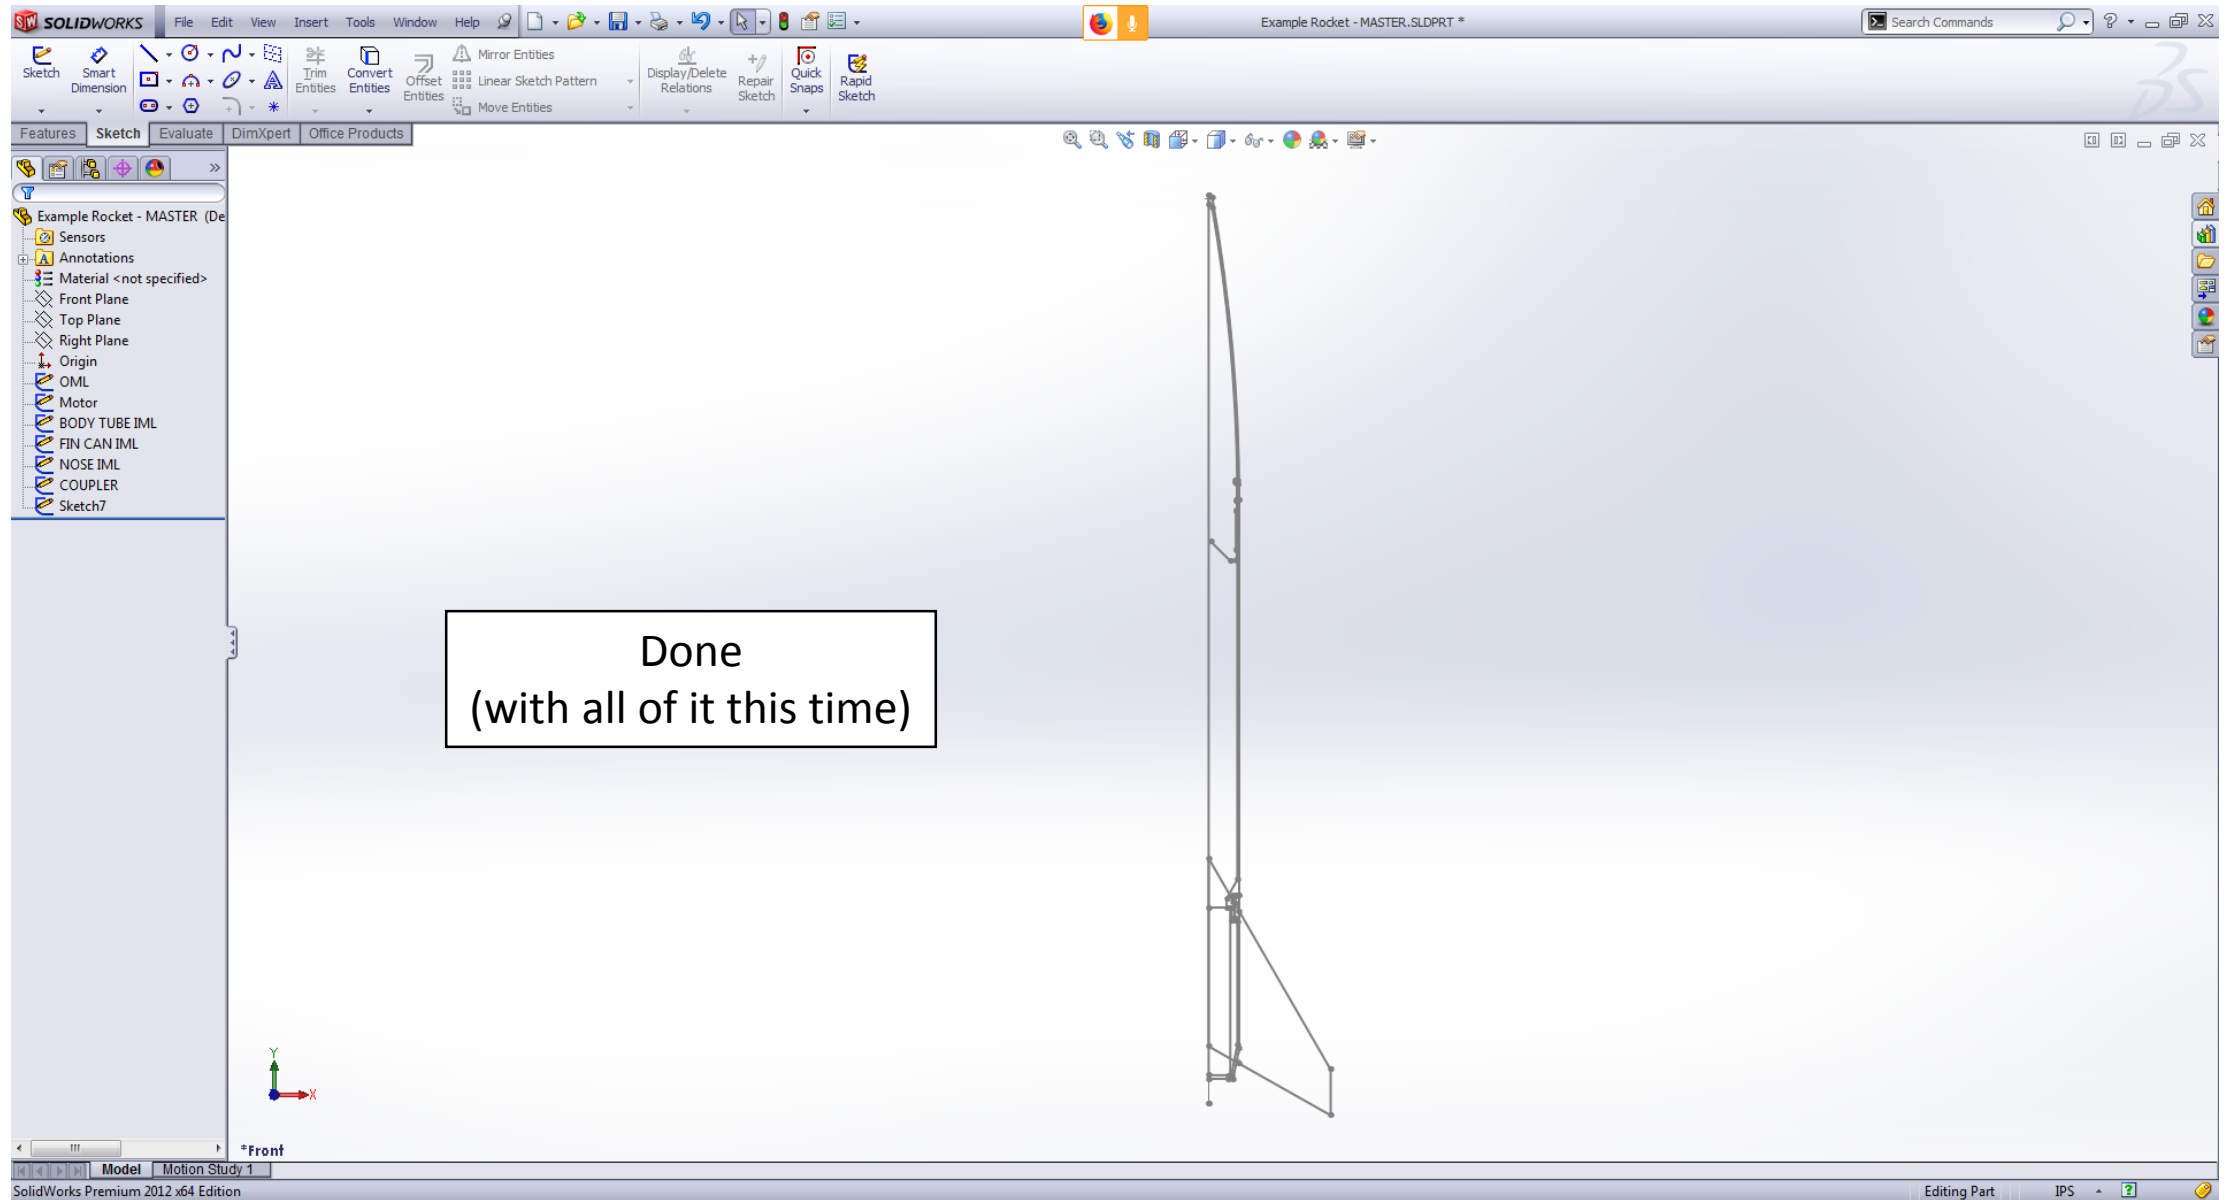 SOLIDWORKS File Edit View Insert Tools Window Help Example Rocket - MASTER.SLDPRT * Search Commands ?
Sketch Smart Dimension Trim Entities Convert Entities Offset Entities Mirror Entities Linear Sketch Pattern Move Entities Display/Delete Relations Repair Sketch Quick Snaps Rapid Sketch
Features Sketch Evaluate DimXpert Office Products
Example Rocket - MASTER (De
Sensors
Annotations
Material <not specified>
Front Plane
Top Plane
Right Plane
Origin
OML
Motor
BODY TUBE IML
FIN CAN IML
NOSE IML
COUPLER
Sketch7
Done
(with all of it this time)
Y
X
*Front
Model Motion Study 1
SolidWorks Premium 2012 x64 Edition Editing Part IPS ?